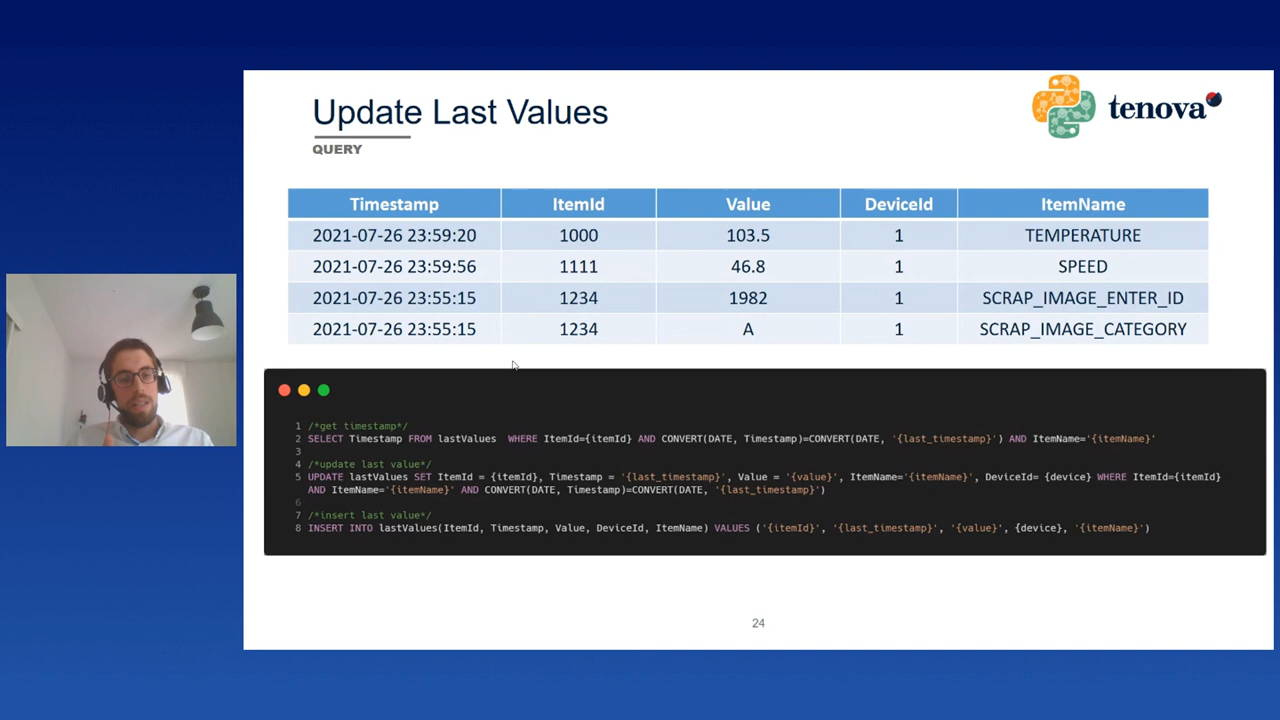 Update Last Values
tenova
QUERY
Timestamp ItemId Value DeviceId ItemName
2021-07-26 23:59:20 1000 103.5 1 TEMPERATURE
2021-07-26 23:59:56 1111 46.8 1 SPEED
2021-07-26 23:55:15 1234 1982 1 SCRAP_IMAGE_ENTER_ID
2021-07-26 23:55:15 1234 A 1 SCRAP_IMAGE_CATEGORY
1 /*get timestamp*/
2 SELECT Timestamp FROM lastValues  WHERE ItemId={itemId} AND CONVERT(DATE, Timestamp)=CONVERT(DATE, '{last_timestamp}') AND ItemName='{itemName}'
3
4 /*update last value*/
5 UPDATE lastValues SET ItemId = {itemId}, Timestamp = '{last_timestamp}', Value = '{value}', ItemName='{itemName}', DeviceId= {device} WHERE ItemId={itemId}
AND ItemName='{itemName}' AND CONVERT(DATE, Timestamp)=CONVERT(DATE, '{last_timestamp}')
6
7 /*insert last value*/
8 INSERT INTO lastValues(ItemId, Timestamp, Value, DeviceId, ItemName) VALUES ('{itemId}', '{last_timestamp}', '{value}', {device}, '{itemName}')
24